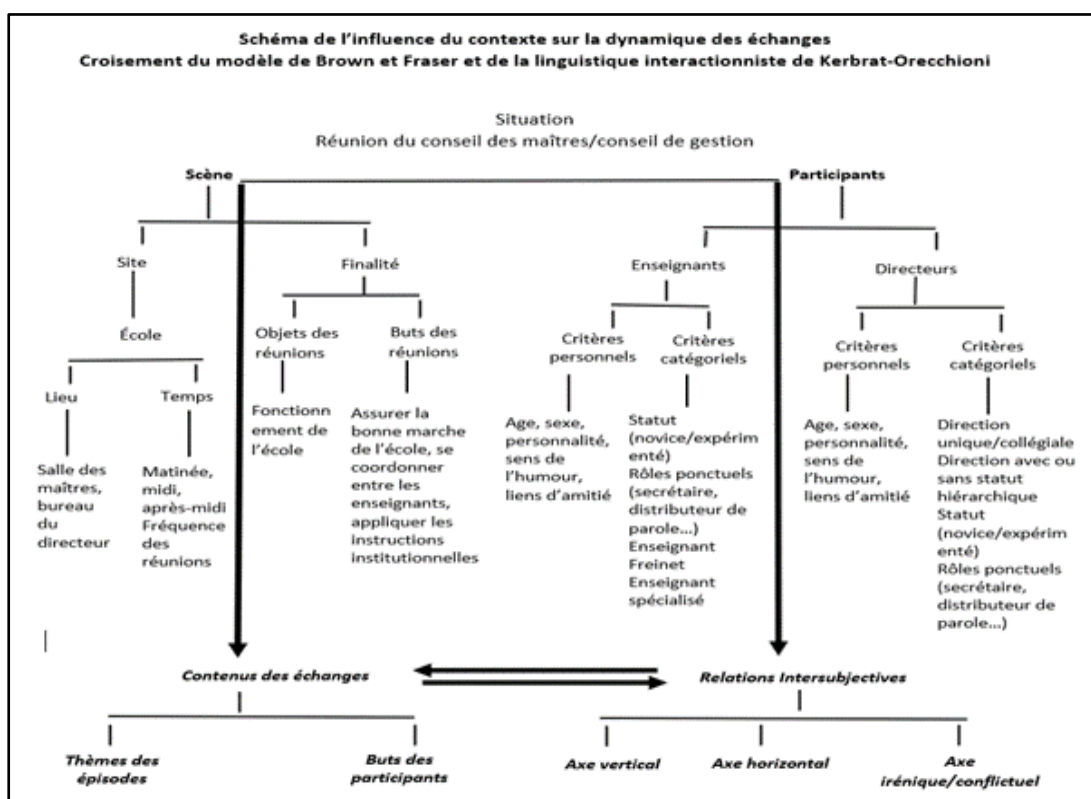 Schéma de l’influence du contexte sur la dynamique des échanges
Croisement du modèle de Brown et Fraser et de la linguistique interactionniste de Kerbrat-Orecchioni
Situation
Réunion du conseil des maîtres/conseil de gestion
Scène
Participants
Site
Finalité
Enseignants
Directeurs
École
Objets des
réunions
Buts des
réunions
Critères
personnels
Critères
catégoriels
Critères
personnels
Critères
catégoriels
Lieu
Temps
Salle des
maîtres,
bureau
du
directeur
Matinée,
midi,
après-midi
Fréquence
des
réunions
Fonctionn
ement de
l’école
Assurer la
bonne marche
de l’école, se
coordonner
entre les
enseignants,
appliquer les
instructions
institutionnelles
Age, sexe,
personnalité,
sens de
l’humour,
liens d’amitié
Statut
(novice/expérim
enté)
Rôles ponctuels
(secrétaire,
distributeur de
parole...)
Enseignant
Freinet
Enseignant
spécialisé
Age, sexe,
personnalité,
sens de
l’humour,
liens d’amitié
Direction
unique/collégiale
Direction avec ou
sans statut
hiérarchique
Statut
(novice/expérim
enté)
Rôles ponctuels
(secrétaire,
distributeur de
parole...)
Contenus des échanges
Relations Intersubjectives
Thèmes des
épisodes
Buts des
participants
Axe vertical
Axe horizontal
Axe
irénique/conflictuel